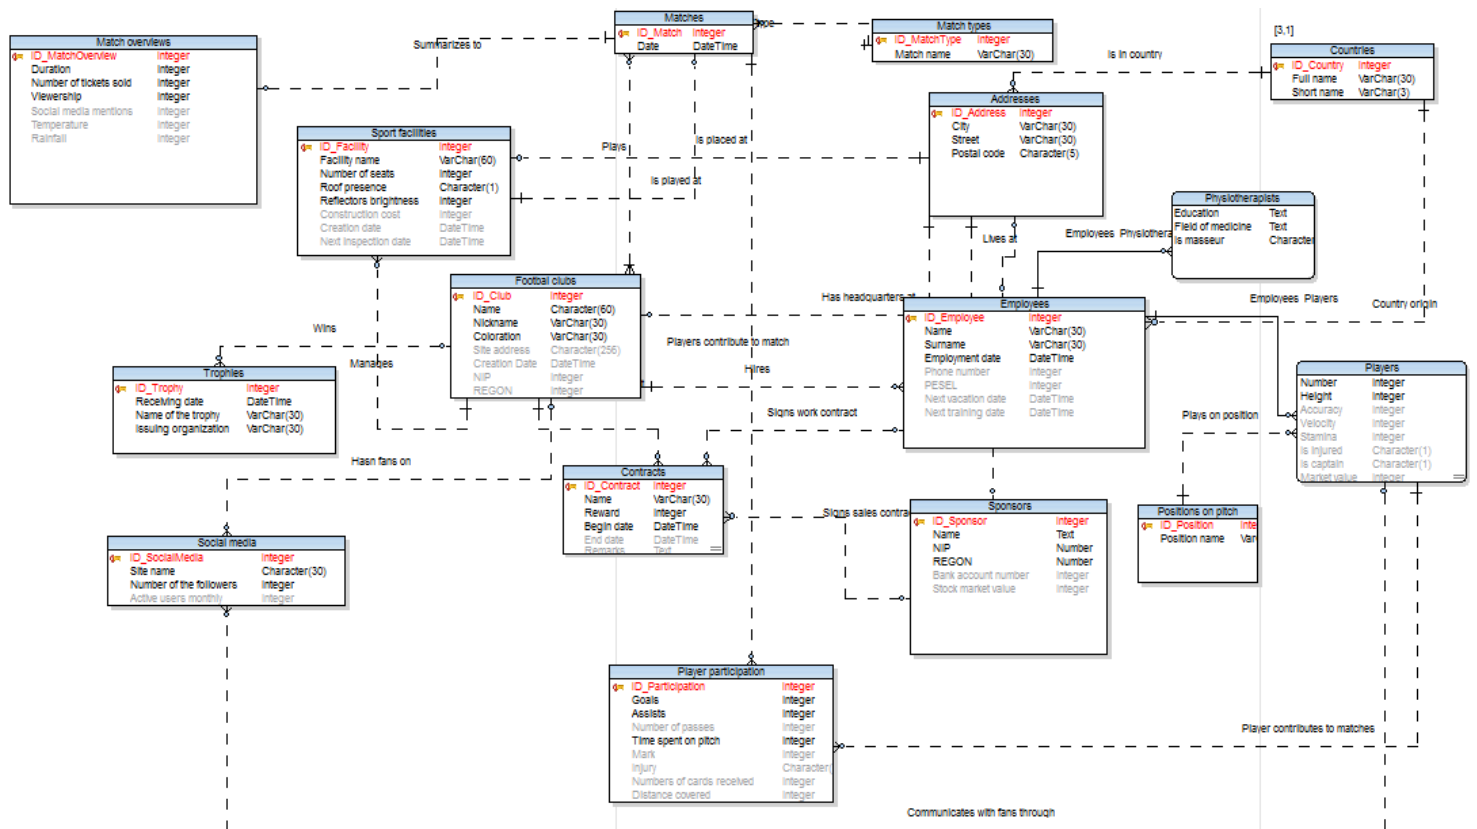 Matches
ID_Match Integer
Date DateTime
Match types
ID_MatchType Integer
Match name VarChar(30)
[3,1]
Match overviews
ID_MatchOverview Integer
Duration Integer
Number of tickets sold Integer
Viewership Integer
Social media mentions Integer
Temperature Integer
Rainfall Integer
Summarizes to
Is in country
Countries
ID_Country Integer
Full name VarChar(30)
Short name VarChar(3)
Addresses
ID_Address Integer
City VarChar(30)
Street VarChar(30)
Postal code Character(5)
Sport facilities
ID_Facility Integer
Facility name VarChar(60)
Number of seats Integer
Roof presence Character(1)
Reflectors brightness Integer
Construction cost Integer
Creation date DateTime
Next inspection date DateTime
Plays
Is placed at
Is played at
Physiotherapists
Education Text
Field of medicine Text
Is masseur Character
Lives at
Employees Physiothera
Footbal clubs
ID_Club Integer
Name Character(60)
Nickname VarChar(30)
Coloration VarChar(30)
Site address Character(256)
Creation Date DateTime
NIP Integer
REGON Integer
Has headquarters at
Employees Players
Country origin
Employees
ID_Employee Integer
Name VarChar(30)
Surname VarChar(30)
Employment date DateTime
Phone number Integer
PESEL Integer
Next vacation date DateTime
Next training date DateTime
Wins
Manages
Players contribute to match
Hires
Signs work contract
Trophies
ID_Trophy Integer
Receiving date DateTime
Name of the trophy VarChar(30)
Issuing organization VarChar(30)
Players
Number Integer
Height Integer
Accuracy Integer
Velocity Integer
Stamina Integer
Is injured Character(1)
Is captain Character(1)
Market value Integer
Plays on position
Hasn fans on
Contracts
ID_Contract Integer
Name VarChar(30)
Reward Integer
Begin date DateTime
End date DateTime
Remarks Text
Signs sales contra
Sponsors
ID_Sponsor Integer
Name Text
NIP Number
REGON Number
Bank account number Integer
Stock market value Integer
Positions on pitch
ID_Position Inte
Position name Var
Social media
ID_SocialMedia Integer
Site name Character(30)
Number of the followers Integer
Active users monthly Integer
Player participation
ID_Participation Integer
Goals Integer
Assists Integer
Number of passes Integer
Time spent on pitch Integer
Mark Integer
Injury Character(
Numbers of cards received Integer
Distance covered Integer
Player contributes to matches
Communicates with fans through